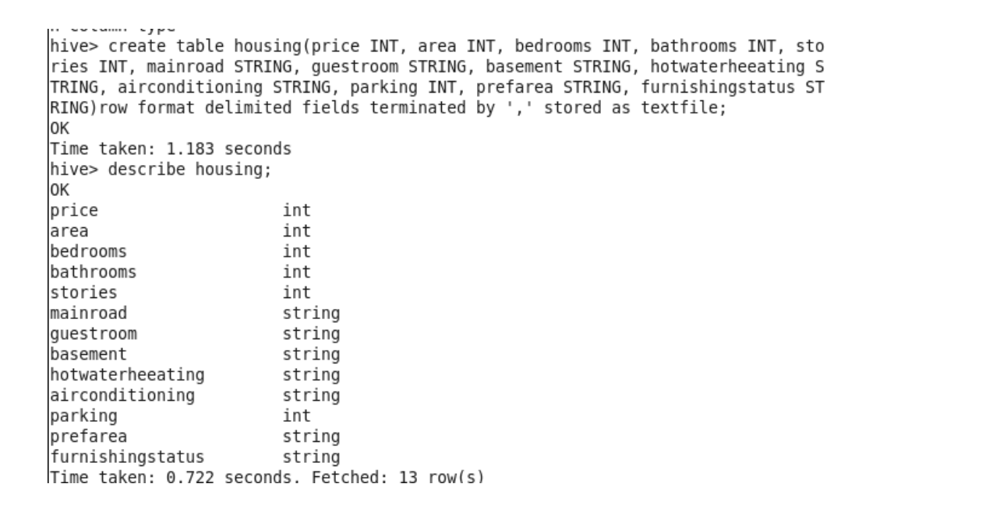 hive> create table housing(price INT, area INT, bedrooms INT, bathrooms INT, sto
ries INT, mainroad STRING, guestroom STRING, basement STRING, hotwaterheeating S
TRING, airconditioning STRING, parking INT, prefarea STRING, furnishingstatus ST
RING)row format delimited fields terminated by ',' stored as textfile;
OK
Time taken: 1.183 seconds
hive> describe housing;
OK
price int
area int
bedrooms int
bathrooms int
stories int
mainroad string
guestroom string
basement string
hotwaterheeating string
airconditioning string
parking int
prefarea string
furnishingstatus string
Time taken: 0.722 seconds. Fetched: 13 row(s)